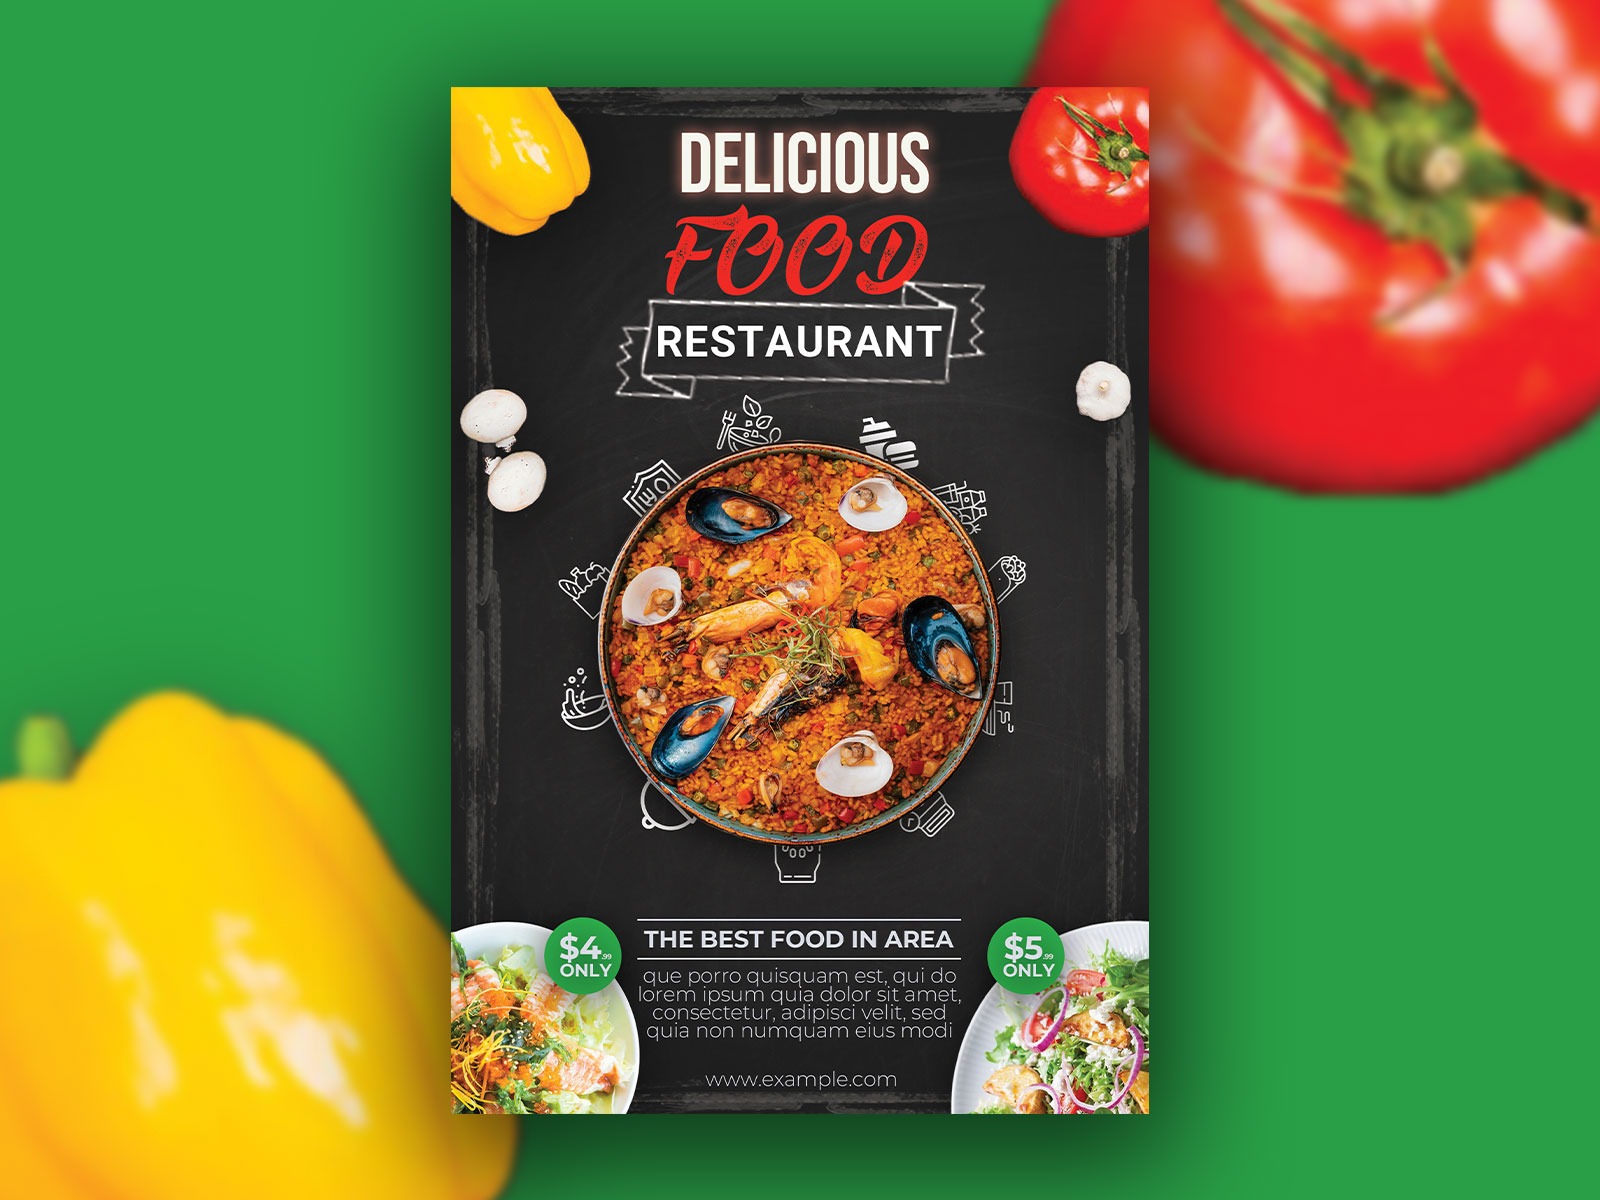 DELICIOUS
FOOD
RESTAURANT
$4.99
ONLY
THE BEST FOOD IN AREA
que porro quisquam est, qui do
lorem ipsum quia dolor sit amet,
consectetur, adipisci velit, sed
quia non numquam eius modi
www.example.com
$5.99
ONLY